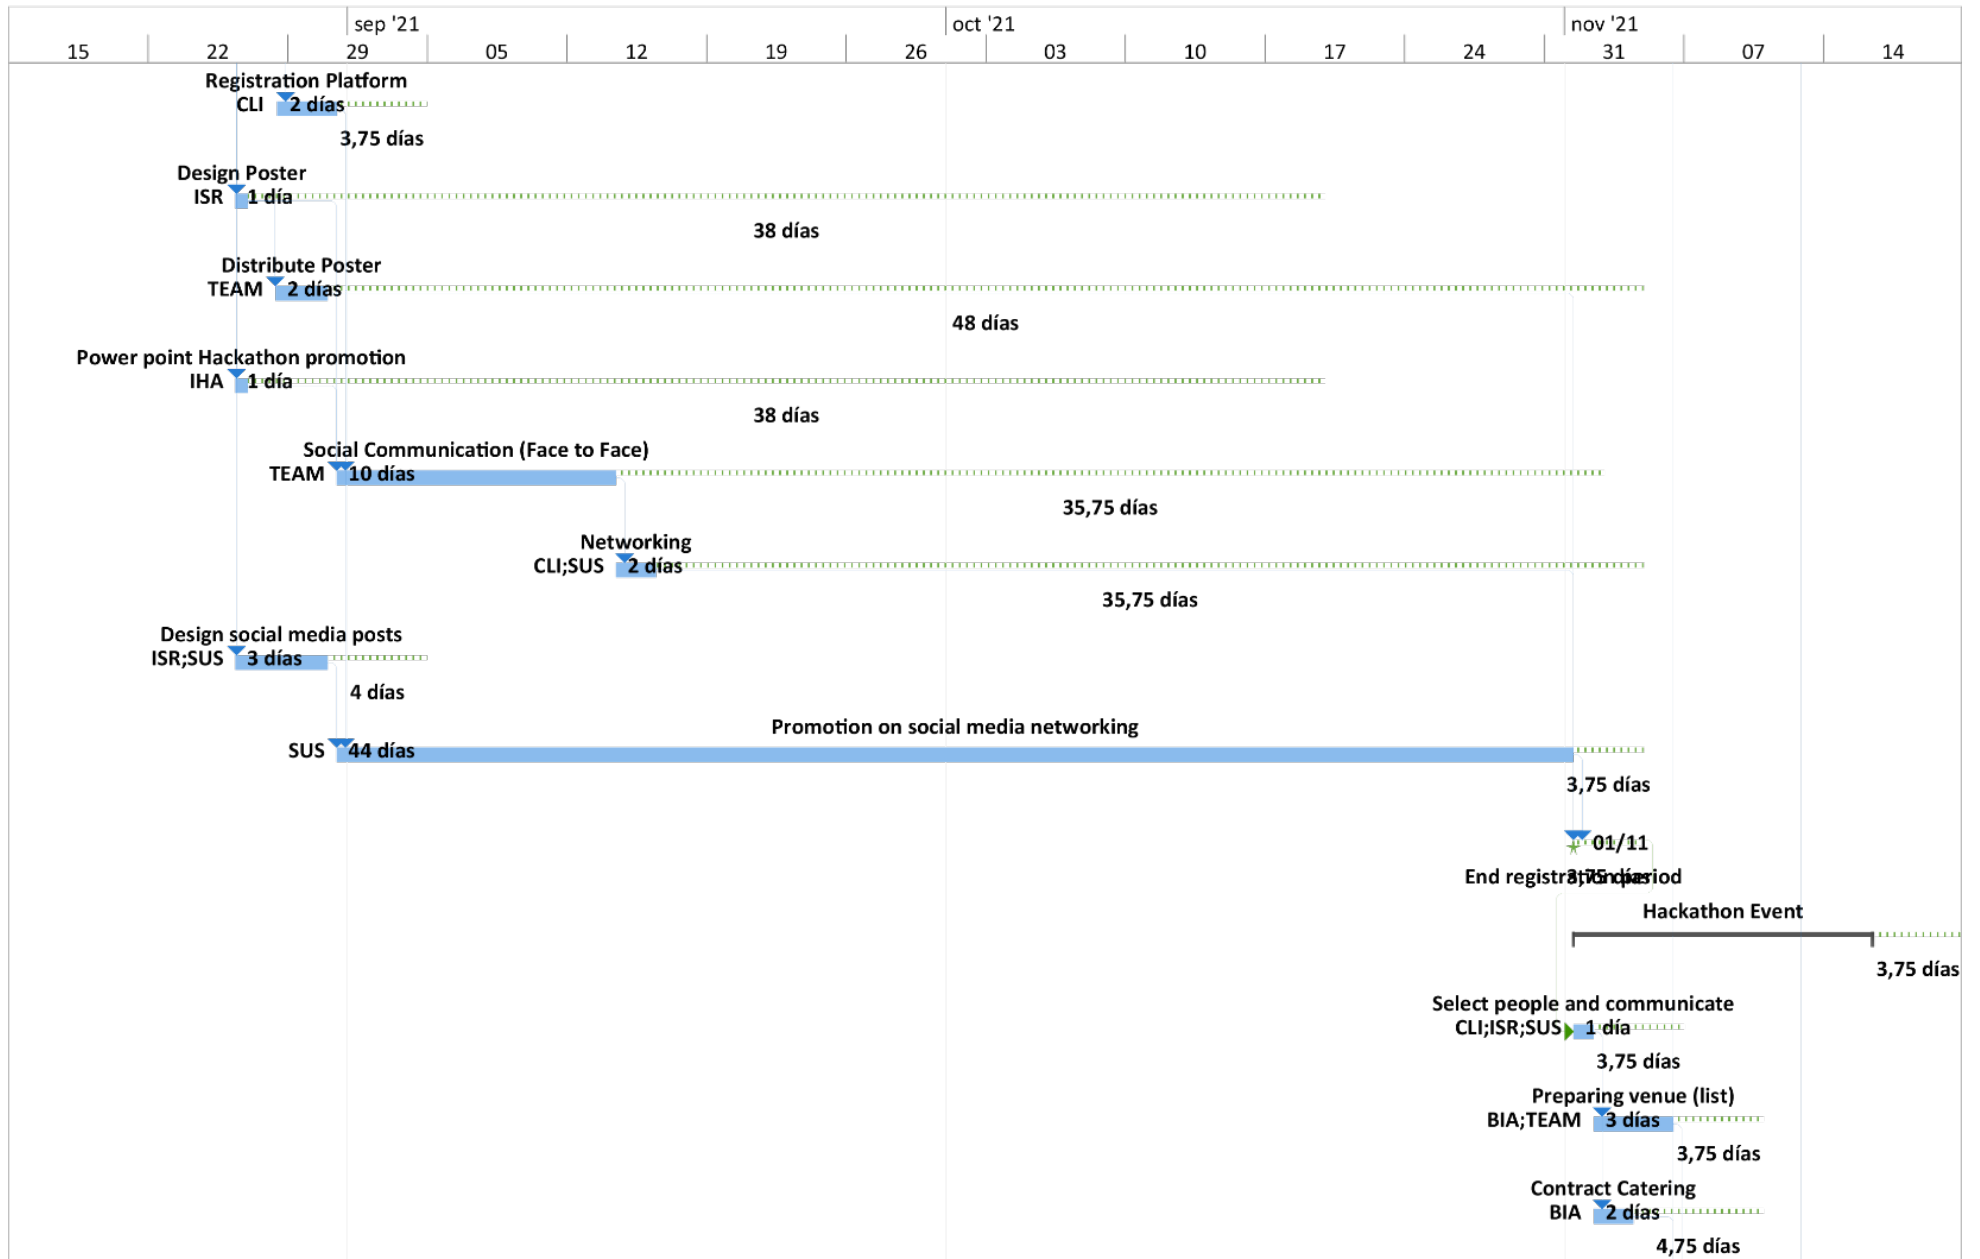 sep '21 oct '21 nov '21
15 22 29 05 12 19 26 03 10 17 24 31 07 14
Registration Platform
CLI 2 días
3,75 días
Design Poster
ISR 1 día
38 días
Distribute Poster
TEAM 2 días
48 días
Power point Hackathon promotion
IHA 1 día
38 días
Social Communication (Face to Face)
TEAM 10 días
35,75 días
Networking
CLI;SUS 2 días
35,75 días
Design social media posts
ISR;SUS 3 días
4 días
Promotion on social media networking
SUS 44 días
3,75 días
01/11
End registration period
3,75 días
Hackathon Event
3,75 días
Select people and communicate
CLI;ISR;SUS 1 día
3,75 días
Preparing venue (list)
BIA;TEAM 3 días
3,75 días
Contract Catering
BIA 2 días
4,75 días